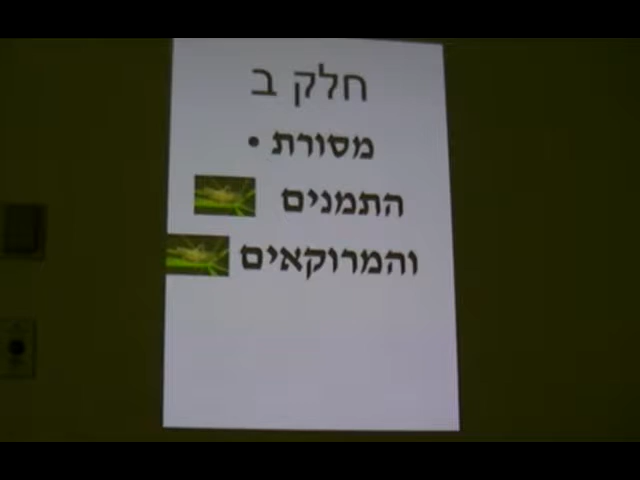 חלק ב
מסורת •
התמנים
והמרוקאים